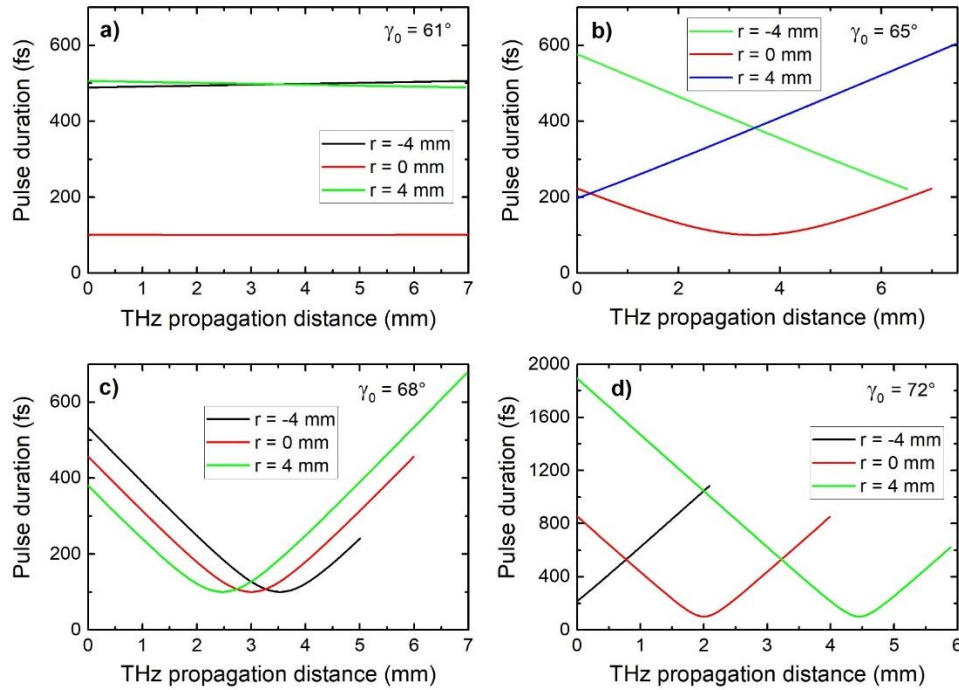 a)
γ₀ = 61°
Pulse duration (fs)
600
400
200
0
r = -4 mm
r = 0 mm
r = 4 mm
0 1 2 3 4 5 6 7
THz propagation distance (mm)
b)
γ₀ = 65°
Pulse duration (fs)
600
400
200
0
r = -4 mm
r = 0 mm
r = 4 mm
0 2 4 6
THz propagation distance (mm)
c)
γ₀ = 68°
Pulse duration (fs)
600
400
200
0
r = -4 mm
r = 0 mm
r = 4 mm
0 1 2 3 4 5 6 7
THz propagation distance (mm)
d)
γ₀ = 72°
Pulse duration (fs)
2000
1600
1200
800
400
0
r = -4 mm
r = 0 mm
r = 4 mm
0 1 2 3 4 5 6
THz propagation distance (mm)